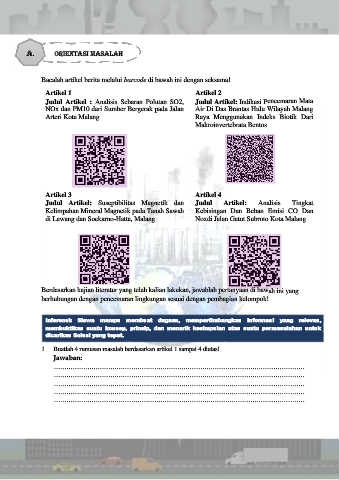 A. ORIENTASI MASALAH
Bacalah artikel berita melalui barcode di bawah ini dengan seksama!
Artikel 1
Judul Artikel : Analisis Sebaran Polutan SO2,
NOx dan PM10 dari Sumber Bergerak pada Jalan
Arteri Kota Malang
Artikel 2
Judul Artikel: Indikasi Pencemaran Mata
Air Di Das Brantas Hulu Wilayah Malang
Raya Menggunakan Indeks Biotik Dari
Makroinvertebrata Bentos
Artikel 3
Judul Artikel: Suseptibilitas Magnetik dan
Kelimpahan Mineral Magnetik pada Tanah Sawah
di Lawang dan Soekarno-Hatta, Malang
Artikel 4
Judul Artikel: Analisis Tingkat
Kebisingan Dan Beban Emisi CO Dan
Nox di Jalan Gatot Subroto Kota Malang
Berdasarkan kajian literatur yang telah kalian lakukan, jawablah pertanyaan di bawah ini yang
berhubungan dengan pencemaran lingkungan sesuai dengan pembagian kelompok!
Inferensi: Siswa mampu membuat dugaan, mempertimbangkan informasi yang relevan,
membuktikan suatu konsep, prinsip, dan menarik kesimpulan atas suatu permasalahan untuk
dicarikan Solusi yang tepat.
1 Buatlah 4 rumusan masalah berdasarkan artikel 1 sampai 4 diatas!
Jawaban: